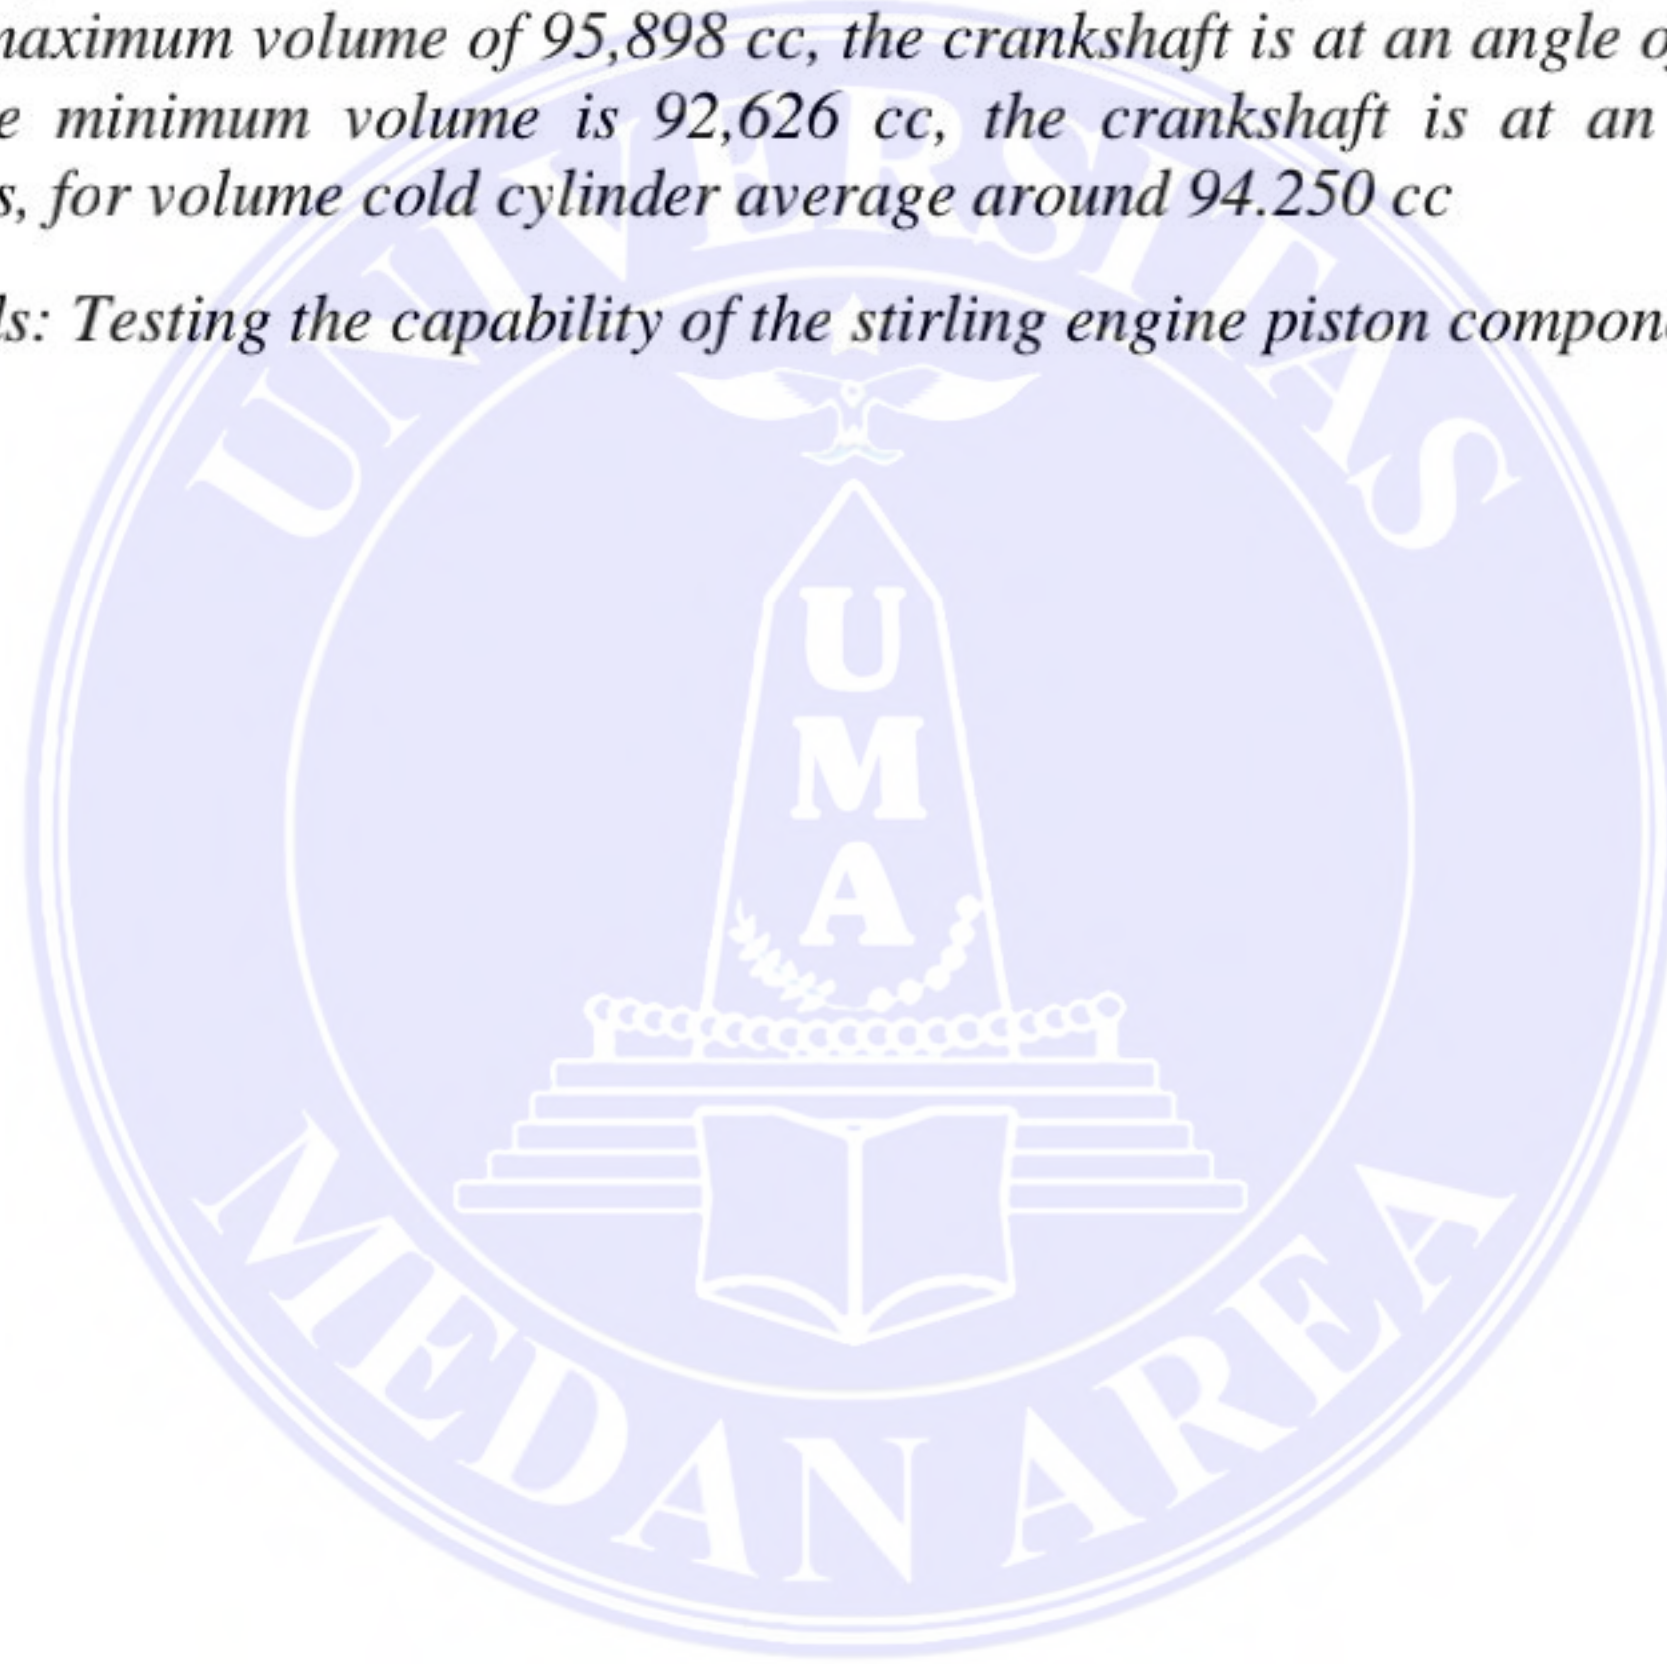 maximum volume of 95,898 cc, the crankshaft is at an angle
minimum volume is 92,626 cc, the crankshaft is at an
for volume cold cylinder average around 94.250 cc
Testing the capability of the stirling engine piston
UNIVERSITAS
U
M
A
MEDAN AREA